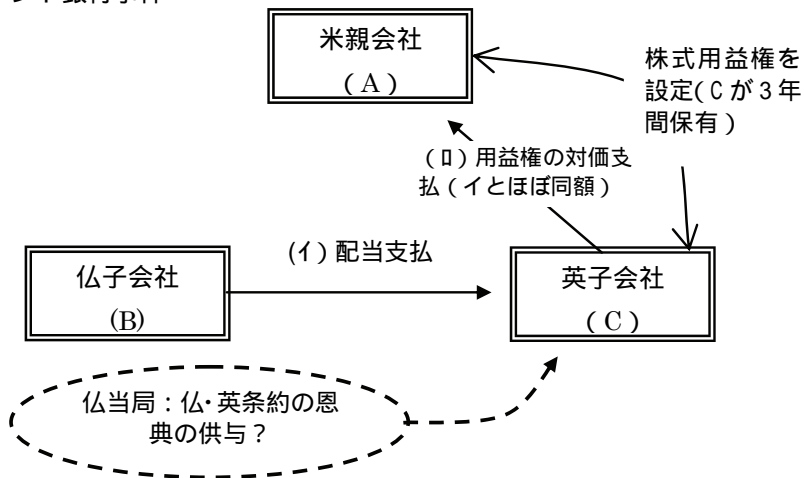 米親会社
( A )
株式用益権を
設定( C が 3 年
間保有 )
( ロ ) 用益権の対価支
払 ( イとほぼ同額 )
(イ) 配当支払
仏子会社
(B)
英子会社
( C )
仏当局 : 仏・英条約の恩
典の供与 ?